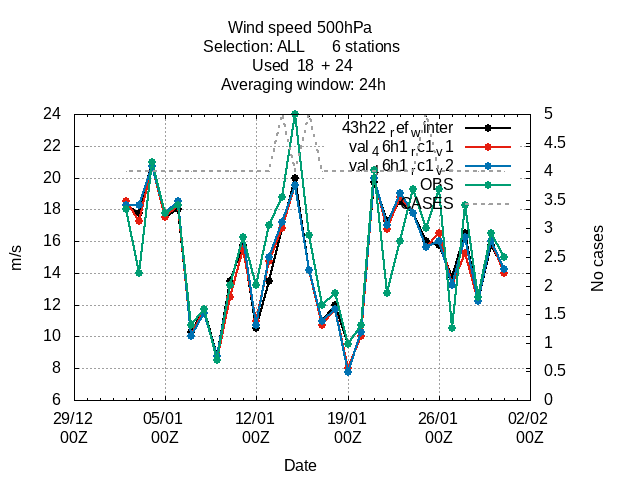 Wind speed 500hPa
Selection: ALL 6 stations
Used 18 + 24
Averaging window: 24h
24 5
22 4.5
20 4
18 3.5
16 3
14 2.5
12 2
10 1.5
8 1
6 0.5
0
43h22refwinter
val46h1rc1v1
val46h1rc1v2
OBS
CASES
m/s
No cases
29/12 05/01 12/01 19/01 26/01 02/02
00Z 00Z 00Z 00Z 00Z 00Z
Date